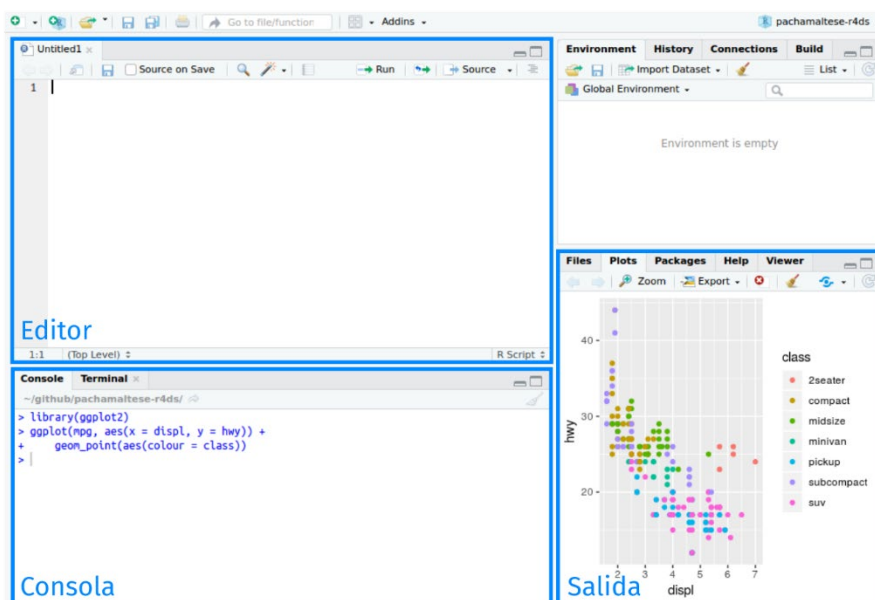 Go to file/function
Addins
pachamaltese-r4ds
Untitled1
Source on Save
Run
Source
1
Editor
1:1 (Top Level)
R Script
Environment History Connections Build
Import Dataset
List
Global Environment
Environment is empty
Console Terminal
~/github/pachamaltese-r4ds/
> library(ggplot2)
> ggplot(mpg, aes(x = displ, y = hwy)) +
+ geom_point(aes(colour = class))
>
Consola
Files Plots Packages Help Viewer
Zoom Export
40
30
20
hwy
2 3 4 5 6 7
displ
class
2seater
compact
midsize
minivan
pickup
subcompact
suv
Salida